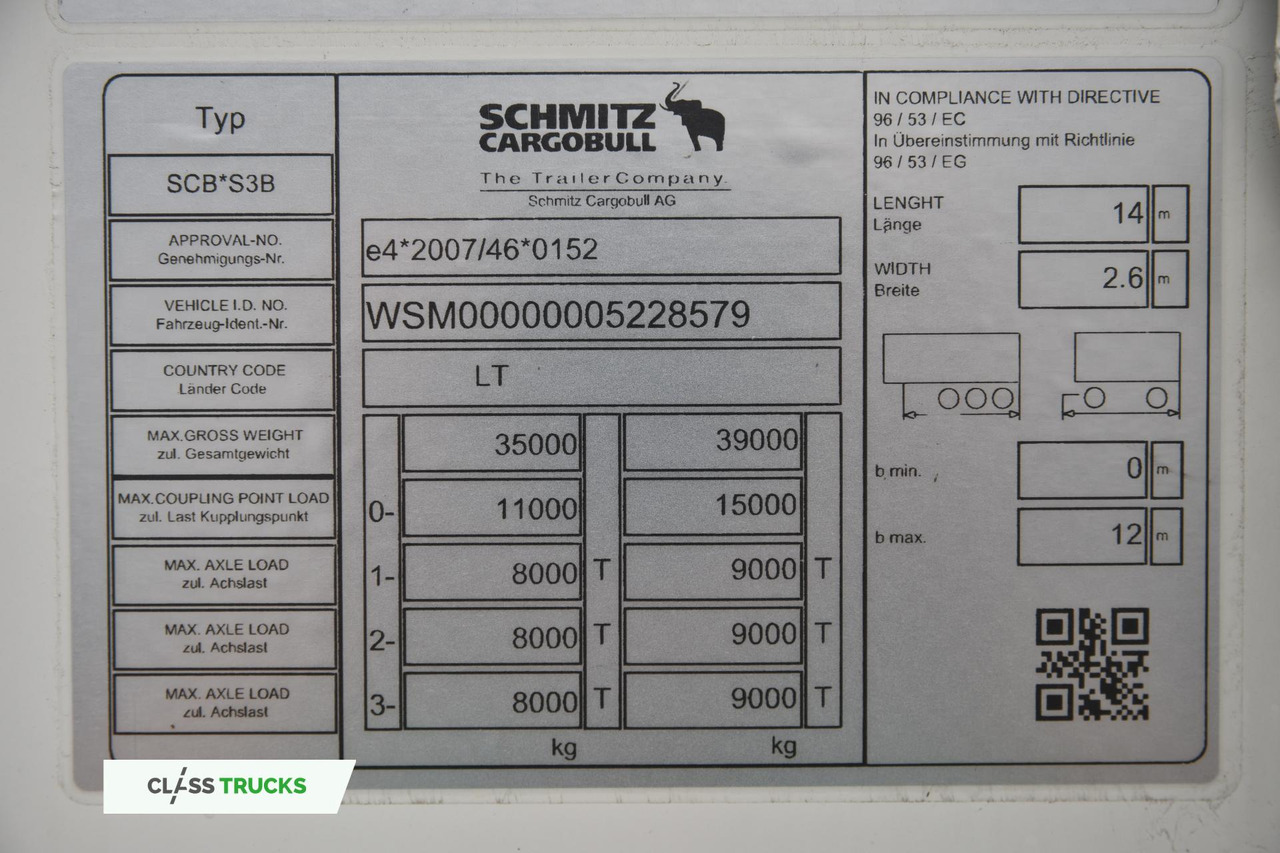 Typ
SCB*S3B
APPROVAL-NO.
Genehmigungs-Nr.
VEHICLE I.D. NO.
Fahrzeug-Ident.-Nr.
COUNTRY CODE
Länder Code
MAX.GROSS WEIGHT
zul. Gesamtgewicht
MAX.COUPLING POINT LOAD
zul. Last Kupplungspunkt
MAX. AXLE LOAD
zul. Achslast
MAX. AXLE LOAD
zul. Achslast
MAX. AXLE LOAD
zul. Achslast
SCHMITZ
CARGOBULL
The TrailerCompany.
Schmitz Cargobull AG
e4*2007/46*0152
WSM00000005228579
LT
35000 39000
0- 11000 15000
1- 8000 T 9000 T
2- 8000 T 9000 T
3- 8000 T 9000 T
kg kg
IN COMPLIANCE WITH DIRECTIVE
96 / 53 / EC
In Übereinstimmung mit Richtlinie
96 / 53 / EG
LENGHT
Länge
14 m
WIDTH
Breite
2.6 m
b min. 0 m
b max. 12 m
CLASS TRUCKS